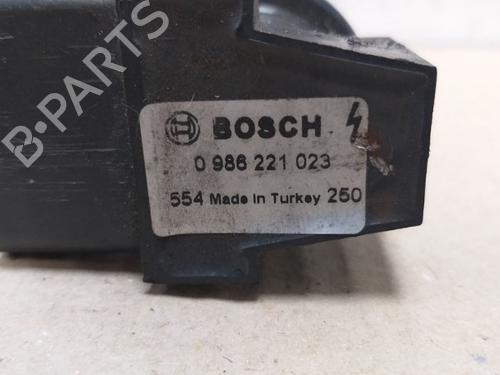 B-PARTS
BOSCH
0 986 221 023
554 Made in Turkey 250